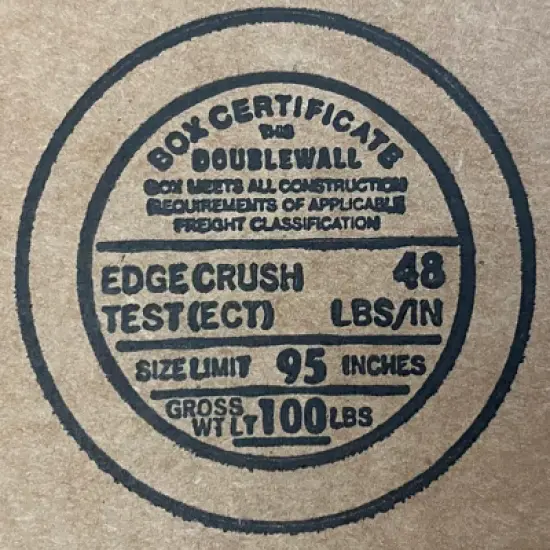 BOX CERTIFICATE
THIS
DOUBLEWALL
BOX MEETS ALL CONSTRUCTION
REQUIREMENTS OF APPLICABLE
FREIGHT CLASSIFICATION
EDGE CRUSH 48
TEST (ECT) LBS/IN
SIZE LIMIT 95 INCHES
GROSS WT LT 100 LBS